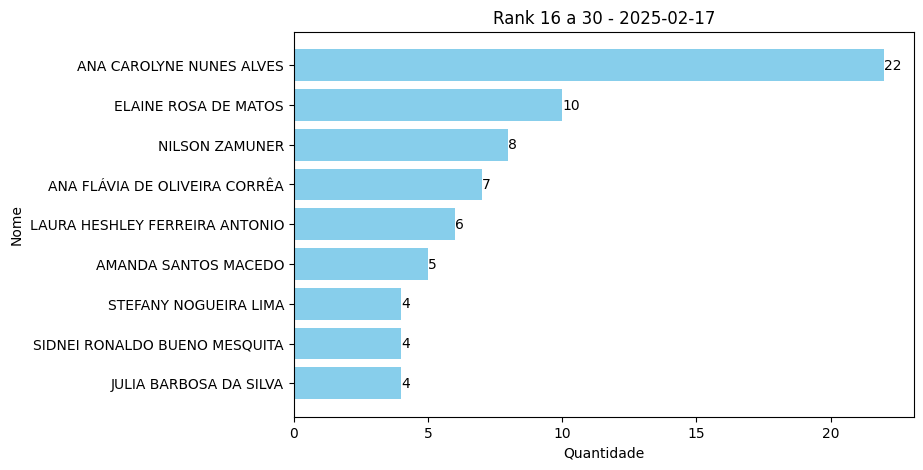 Rank 16 a 30 - 2025-02-17
Nome
ANA CAROLYNE NUNES ALVES 22
ELAINE ROSA DE MATOS 10
NILSON ZAMUNER 8
ANA FLÁVIA DE OLIVEIRA CORRÊA 7
LAURA HESHLEY FERREIRA ANTONIO 6
AMANDA SANTOS MACEDO 5
STEFANY NOGUEIRA LIMA 4
SIDNEI RONALDO BUENO MESQUITA 4
JULIA BARBOSA DA SILVA 4
0 5 10 15 20
Quantidade